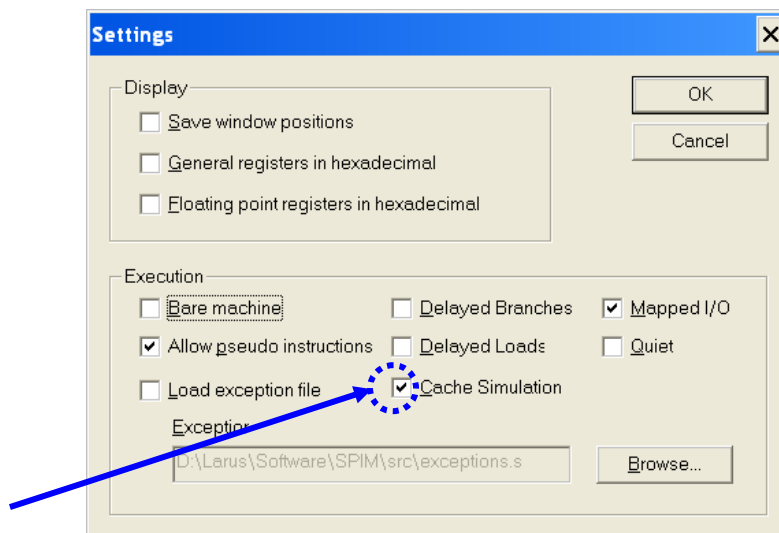 Settings
Display
Save window positions
General registers in hexadecimal
Floating point registers in hexadecimal
OK
Cancel
Execution
Bare machine
Delayed Branches
Mapped I/O
Allow pseudo instructions
Delayed Loads
Quiet
Load exception file
Cache Simulation
Exception
D:\Larus\Software\SPIM\src\exceptions.s
Browse...